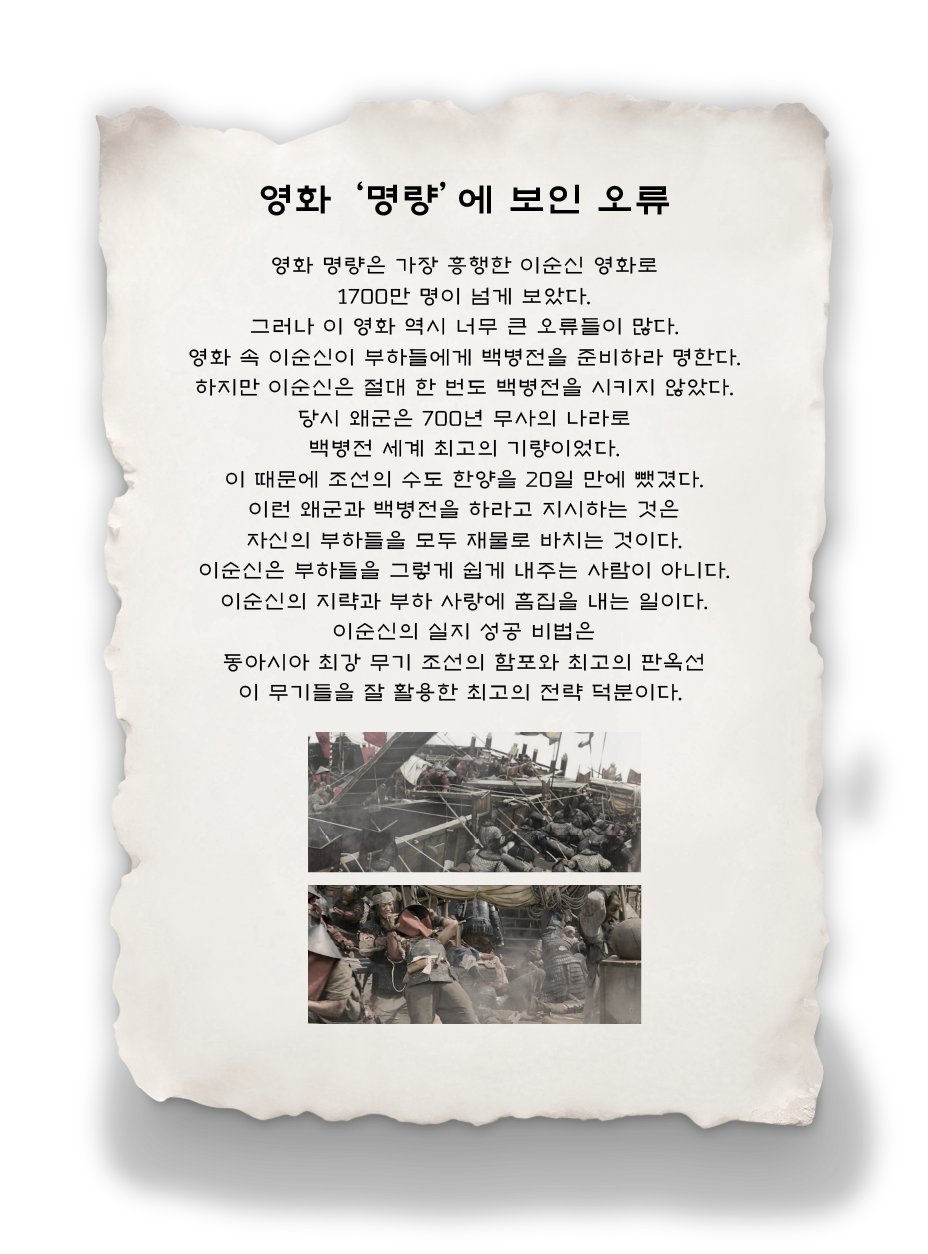 영화 ‘명량’에 보인 오류
영화 명량은 가장 흥행한 이순신 영화로
1700만 명이 넘게 보았다.
그러나 이 영화 역시 너무 큰 오류들이 많다.
영화 속 이순신이 부하들에게 백병전을 준비하라 명한다.
하지만 이순신은 절대 한 번도 백병전을 시키지 않았다.
당시 왜군은 700년 무사의 나라로
백병전 세계 최고의 기량이었다.
이 때문에 조선의 수도 한양을 20일 만에 뺐겼다.
이런 왜군과 백병전을 하라고 지시하는 것은
자신의 부하들을 모두 재물로 바치는 것이다.
이순신은 부하들을 그렇게 쉽게 내주는 사람이 아니다.
이순신의 지략과 부하 사랑에 흠집을 내는 일이다.
이순신의 실지 성공 비법은
동아시아 최강 무기 조선의 함포와 최고의 판옥선
이 무기들을 잘 활용한 최고의 전략 덕분이다.